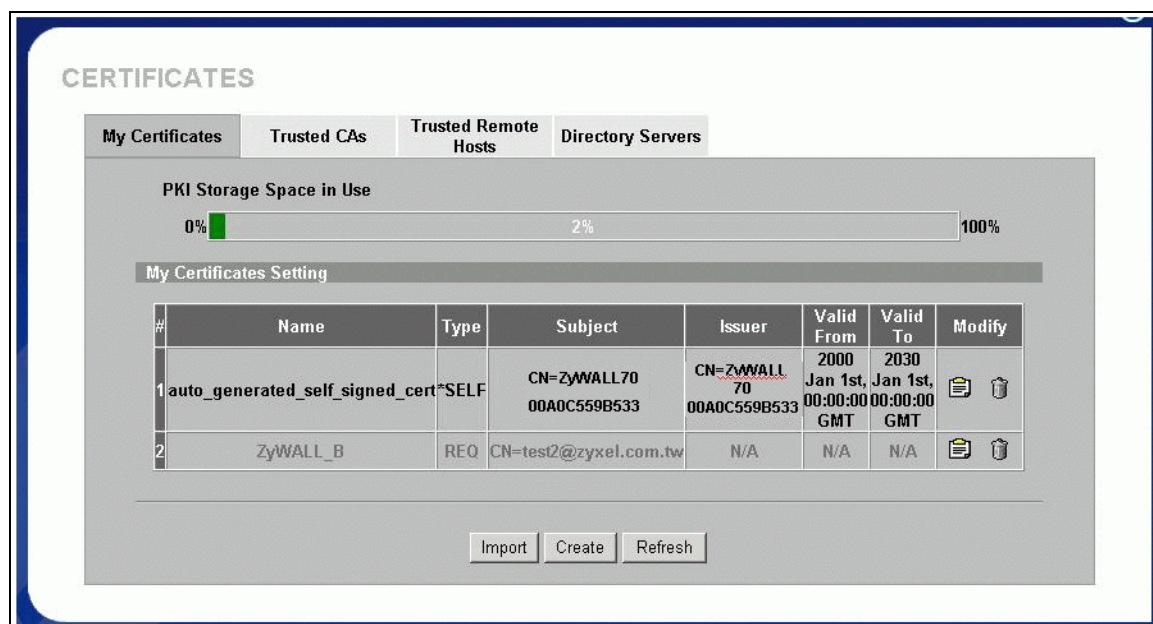 CERTIFICATES
My Certificates
Trusted CAs
Trusted Remote
Hosts
Directory Servers
PKI Storage Space in Use
0%
2%
100%
My Certificates Setting
# Name Type Subject Issuer Valid From Valid To Modify
1 auto_generated_self_signed_cert *SELF CN=ZyWALL70 00A0C559B533 CN=ZyWALL 70 00A0C559B533 2000 Jan 1st, 00:00:00 GMT 2030 Jan 1st, 00:00:00 GMT
2 ZyWALL_B REQ CN=test2@zyxel.com.tw N/A N/A N/A
Import Create Refresh